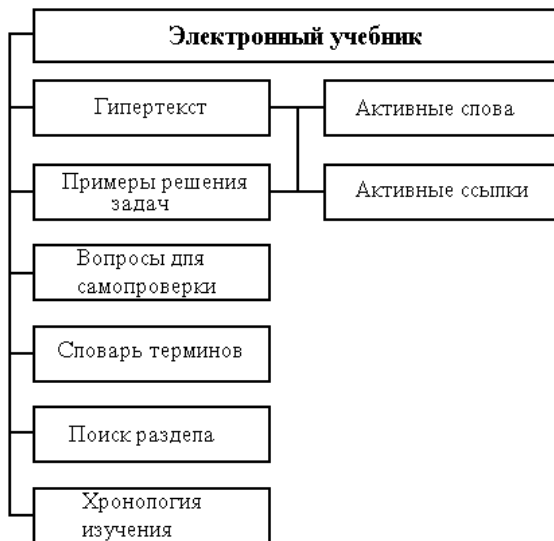 Электронный учебник
Гипертекст
Активные слова
Примеры решения
задач
Активные ссылки
Вопросы для
самопроверки
Словарь терминов
Поиск раздела
Хронология
изучения